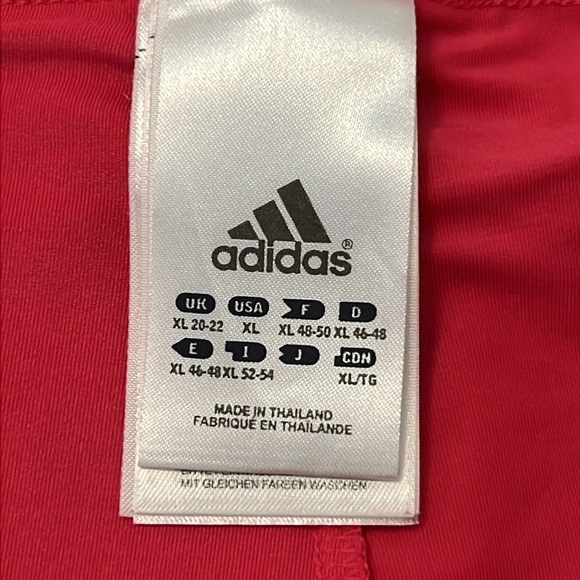 adidas®
UK USA F D
XL 20-22 XL XL 48-50 XL 46-48
E I J CDN
XL 46-48 XL 52-54 XL/TG
MADE IN THAILAND
FABRIQUÉ EN THAÏLANDE
MIT GLEICHEN FARBEN WASCHEN